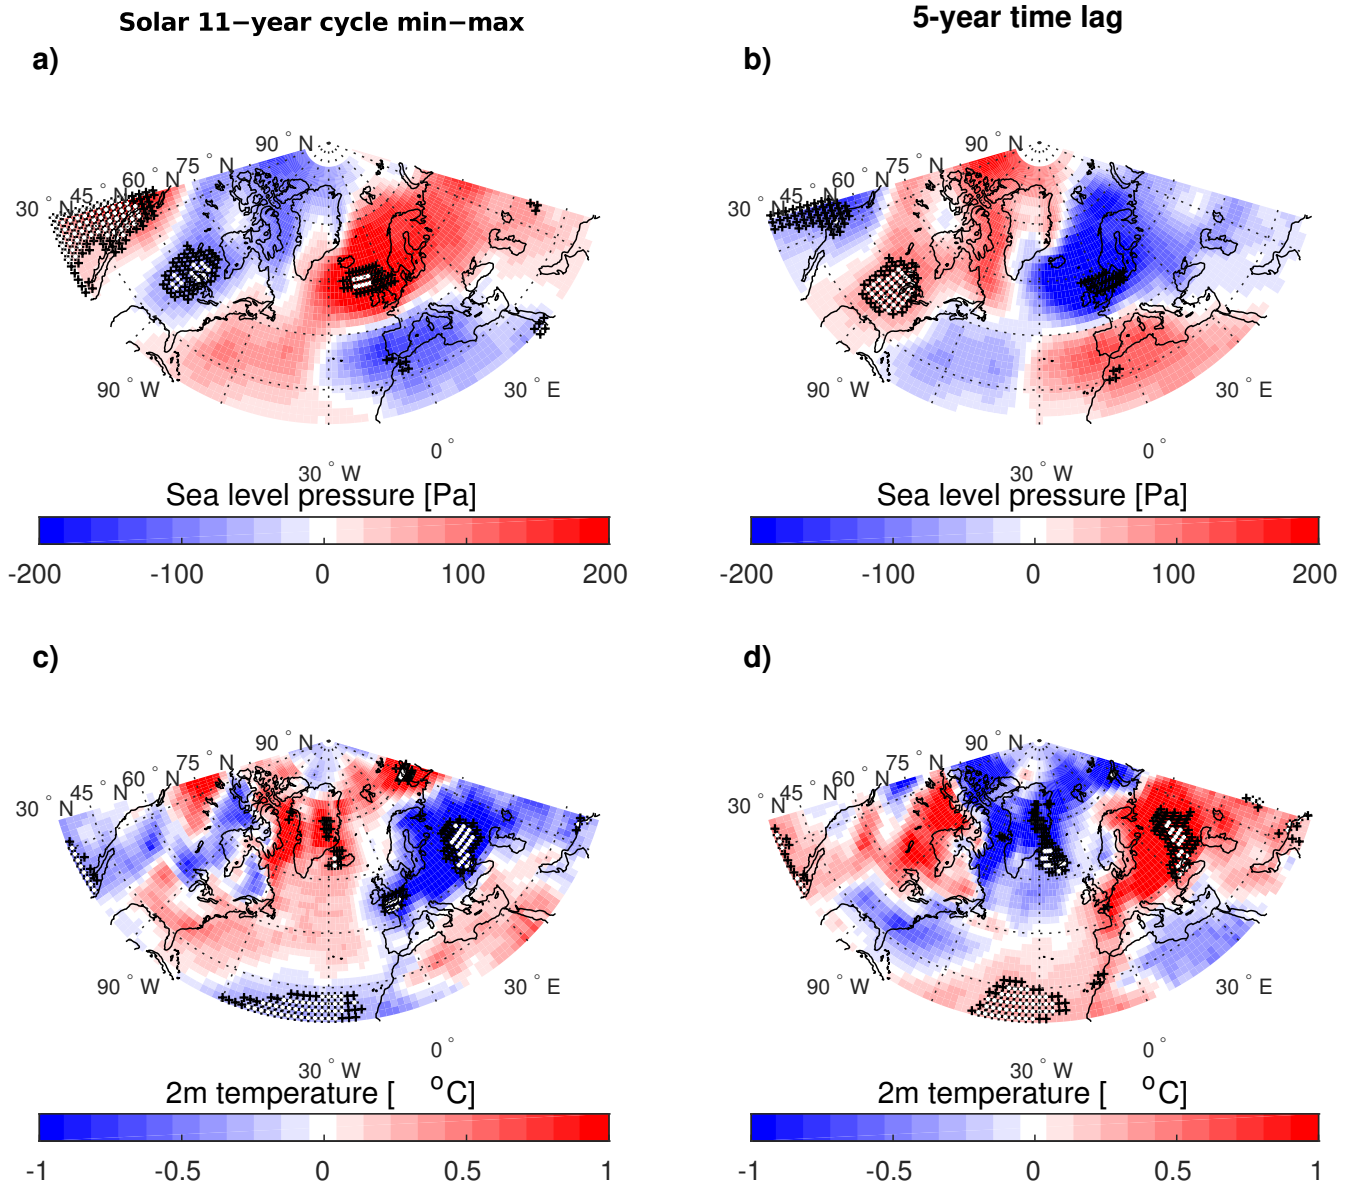 Solar 11−year cycle min−max
5-year time lag
a)
b)
90 ° N
75 ° N
60 ° N
45 ° N
30 ° N
90 ° W
30 ° W
0 °
30 ° E
90 ° N
75 ° N
60 ° N
45 ° N
30 ° N
90 ° W
30 ° W
0 °
30 ° E
Sea level pressure [Pa]
-200 -100 0 100 200
Sea level pressure [Pa]
-200 -100 0 100 200
c)
d)
90 ° N
75 ° N
60 ° N
45 ° N
30 ° N
90 ° W
30 ° W
0 °
30 ° E
90 ° N
75 ° N
60 ° N
45 ° N
30 ° N
90 ° W
30 ° W
0 °
30 ° E
2m temperature [ °C]
-1 -0.5 0 0.5 1
2m temperature [ °C]
-1 -0.5 0 0.5 1